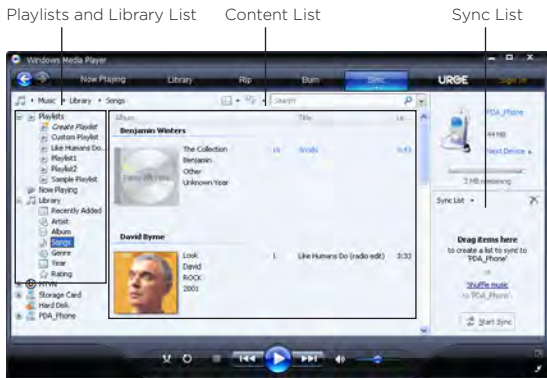 Playlists and Library List
Content List
Sync List
Windows Media Player
Now Playing
Library
Rip
Burn
Sync
URGE
Sign In
Music
Library
Songs
Search
Playlists
Create Playlist
Custom Playlist
Like Humans Do...
Playlist1
Playlist2
Sample Playlist
Now Playing
Library
Recently Added
Artist
Album
Songs
Genre
Year
Rating
MTVN
Storage Card
Hard Disk
PDA_Phone
Album
Title
Le...
Benjamin Winters
The Collection
Benjamin
Other
Unknown Year
David Byrne
Look
David
ROCK
2001
1
Like Humans Do (radio edit)
3:33
PDA_Phone
Next Device
remaining
Sync List
Drag items here
to create a list to sync to
'PDA_Phone'
or
Shuffle music
to 'PDA_Phone'.
Start Sync